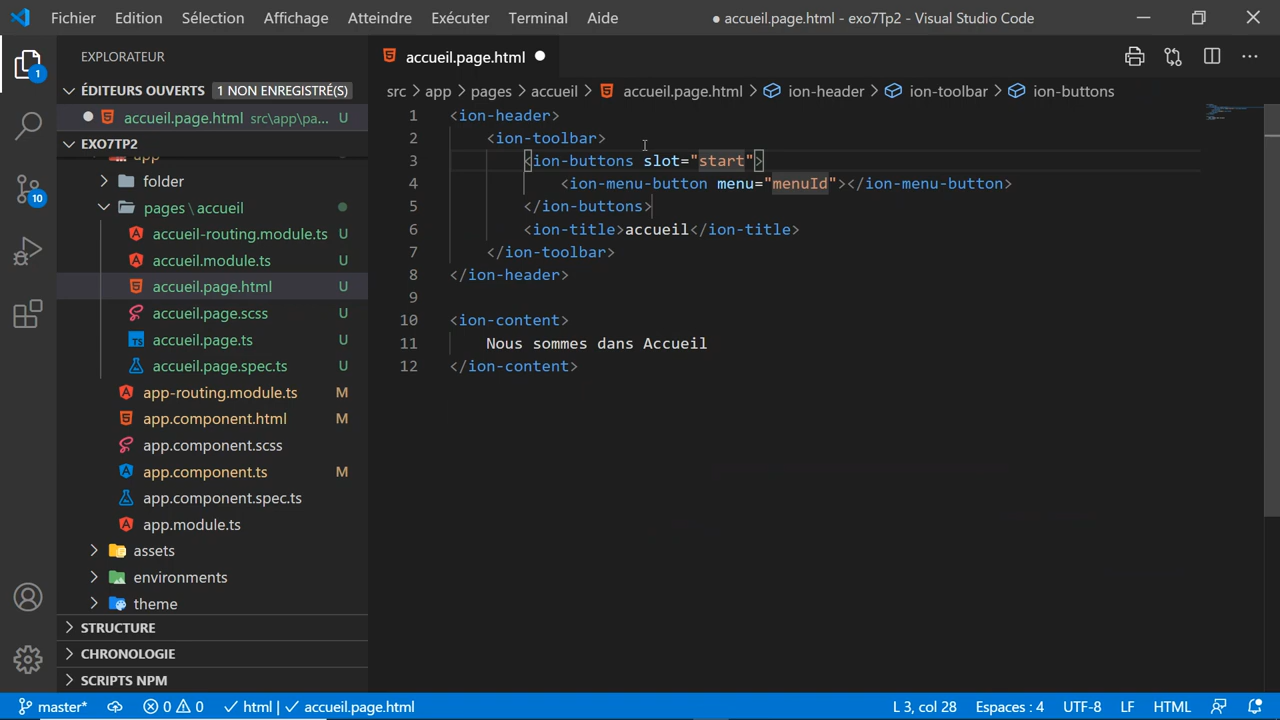 Fichier Edition Sélection Affichage Atteindre Exécuter Terminal Aide ● accueil.page.html - exo7Tp2 - Visual Studio Code
EXPLORATEUR
ÉDITEURS OUVERTS 1 NON ENREGISTRÉ(S)
accueil.page.html src\app\pa... U
EXO7TP2
app
folder
pages \ accueil
accueil-routing.module.ts U
accueil.module.ts U
accueil.page.html U
accueil.page.scss U
accueil.page.ts U
accueil.page.spec.ts U
app-routing.module.ts M
app.component.html M
app.component.scss
app.component.ts M
app.component.spec.ts
app.module.ts
assets
environments
theme
STRUCTURE
CHRONOLOGIE
SCRIPTS NPM
1
10
accueil.page.html
src > app > pages > accueil > accueil.page.html > ion-header > ion-toolbar > ion-buttons
1 <ion-header>
2 <ion-toolbar>
3 <ion-buttons slot="start">
4 <ion-menu-button menu="menuId"></ion-menu-button>
5 </ion-buttons>
6 <ion-title>accueil</ion-title>
7 </ion-toolbar>
8 </ion-header>
9
10 <ion-content>
11 Nous sommes dans Accueil
12 </ion-content>
master* 0 0 html | accueil.page.html L 3, col 28 Espaces : 4 UTF-8 LF HTML